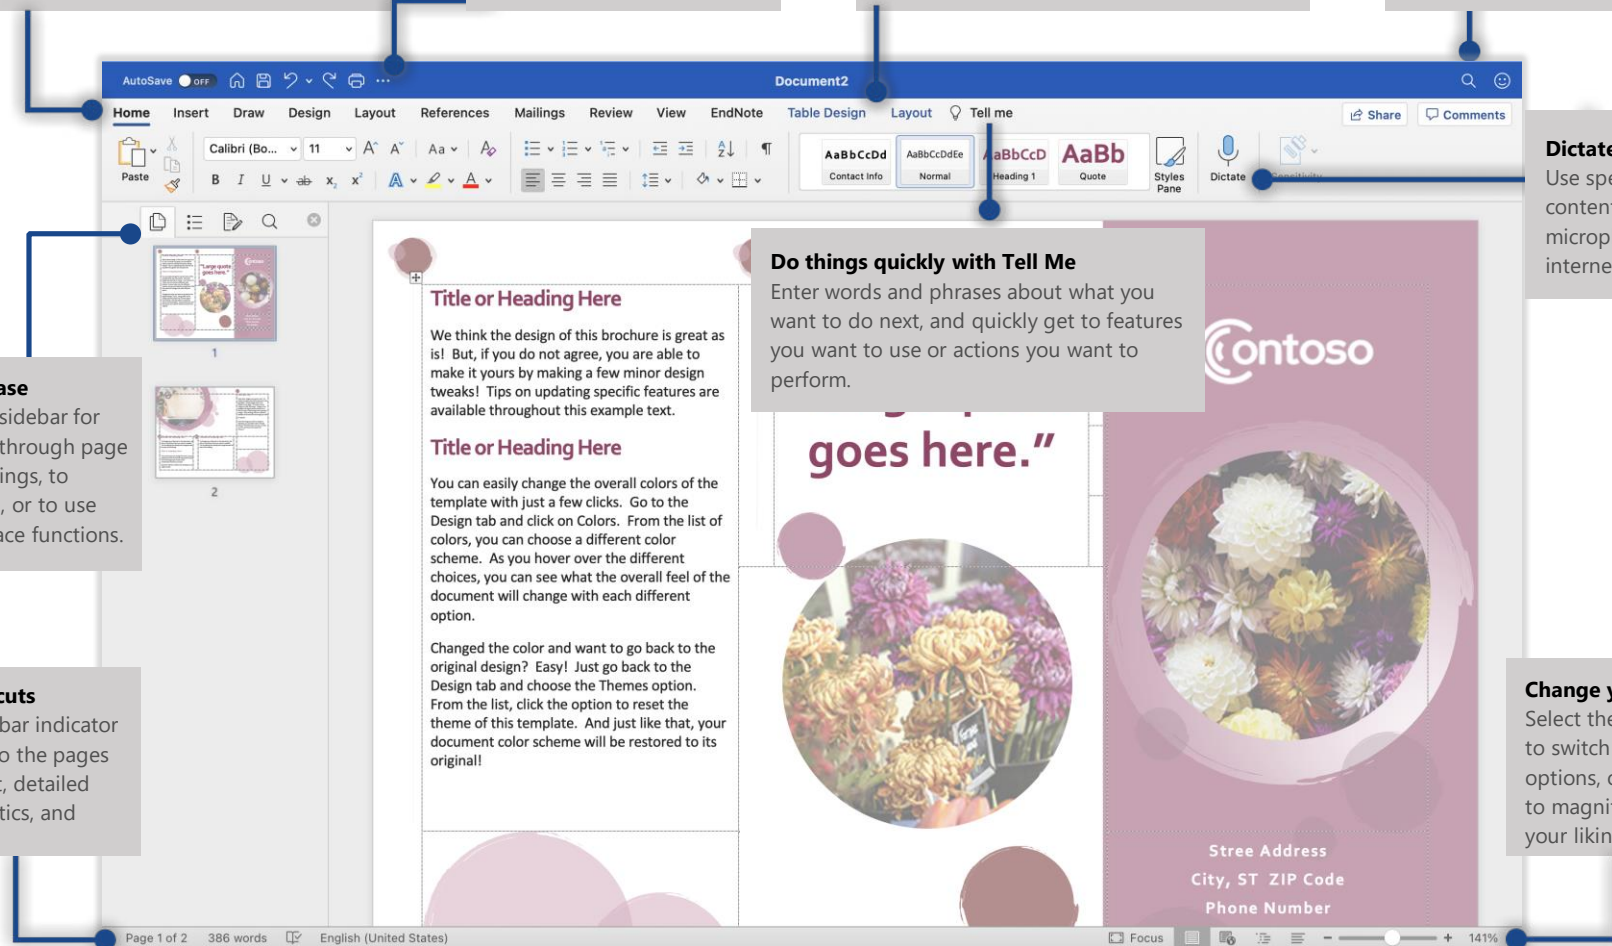 AutoSave OFF
Document2
Home Insert Draw Design Layout References Mailings Review View EndNote Table Design Layout Tell me
Share Comments
Paste
Calibri (Bo... 11
AaBbCcDd
Contact Info
AaBbCcDdEe
Normal
AaBbCcD
Heading 1
AaBb
Quote
Styles
Pane
Dictate
Sensitivity
Dictate
Use spe
content
microp
interne
Do things quickly with Tell Me
Enter words and phrases about what you
want to do next, and quickly get to features
you want to use or actions you want to
perform.
"Large quote
goes here."
1
2
ase
sidebar for
through page
ings, to
, or to use
ace functions.
cuts
bar indicator
o the pages
t, detailed
tics, and
Title or Heading Here
We think the design of this brochure is great as
is! But, if you do not agree, you are able to
make it yours by making a few minor design
tweaks! Tips on updating specific features are
available throughout this example text.
Title or Heading Here
You can easily change the overall colors of the
template with just a few clicks. Go to the
Design tab and click on Colors. From the list of
colors, you can choose a different color
scheme. As you hover over the different
choices, you can see what the overall feel of the
document will change with each different
option.
Changed the color and want to go back to the
original design? Easy! Just go back to the
Design tab and choose the Themes option.
From the list, click the option to reset the
theme of this template. And just like that, your
document color scheme will be restored to its
original!
goes here.”
Contoso
Stree Address
City, ST ZIP Code
Phone Number
Change y
Select the
to switch
options, o
to magni
your likin
Page 1 of 2 386 words English (United States)
Focus 141%